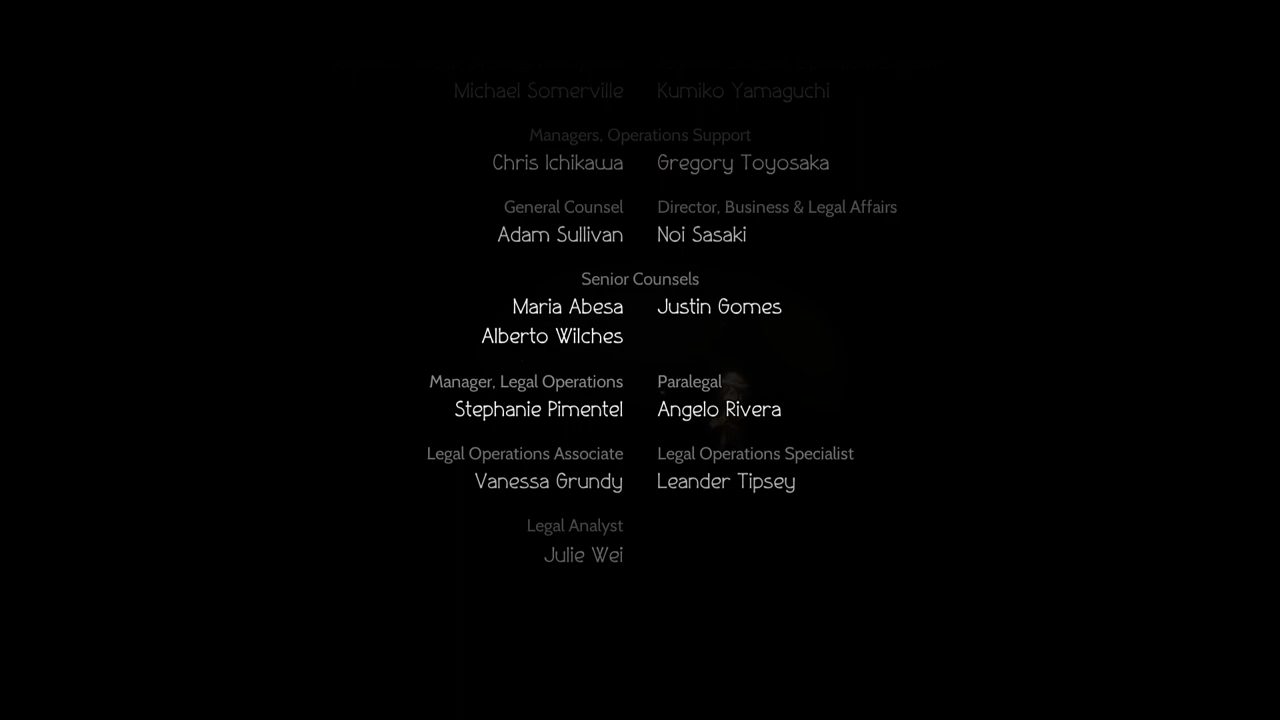 Michael Somerville Kumiko Yamaguchi
Managers, Operations Support
Chris Ichikawa Gregory Toyosaka
General Counsel Director, Business & Legal Affairs
Adam Sullivan Noi Sasaki
Senior Counsels
Maria Abesa Justin Gomes
Alberto Wilches
Manager, Legal Operations Paralegal
Stephanie Pimentel Angelo Rivera
Legal Operations Associate Legal Operations Specialist
Vanessa Grundy Leander Tipsey
Legal Analyst
Julie Wei